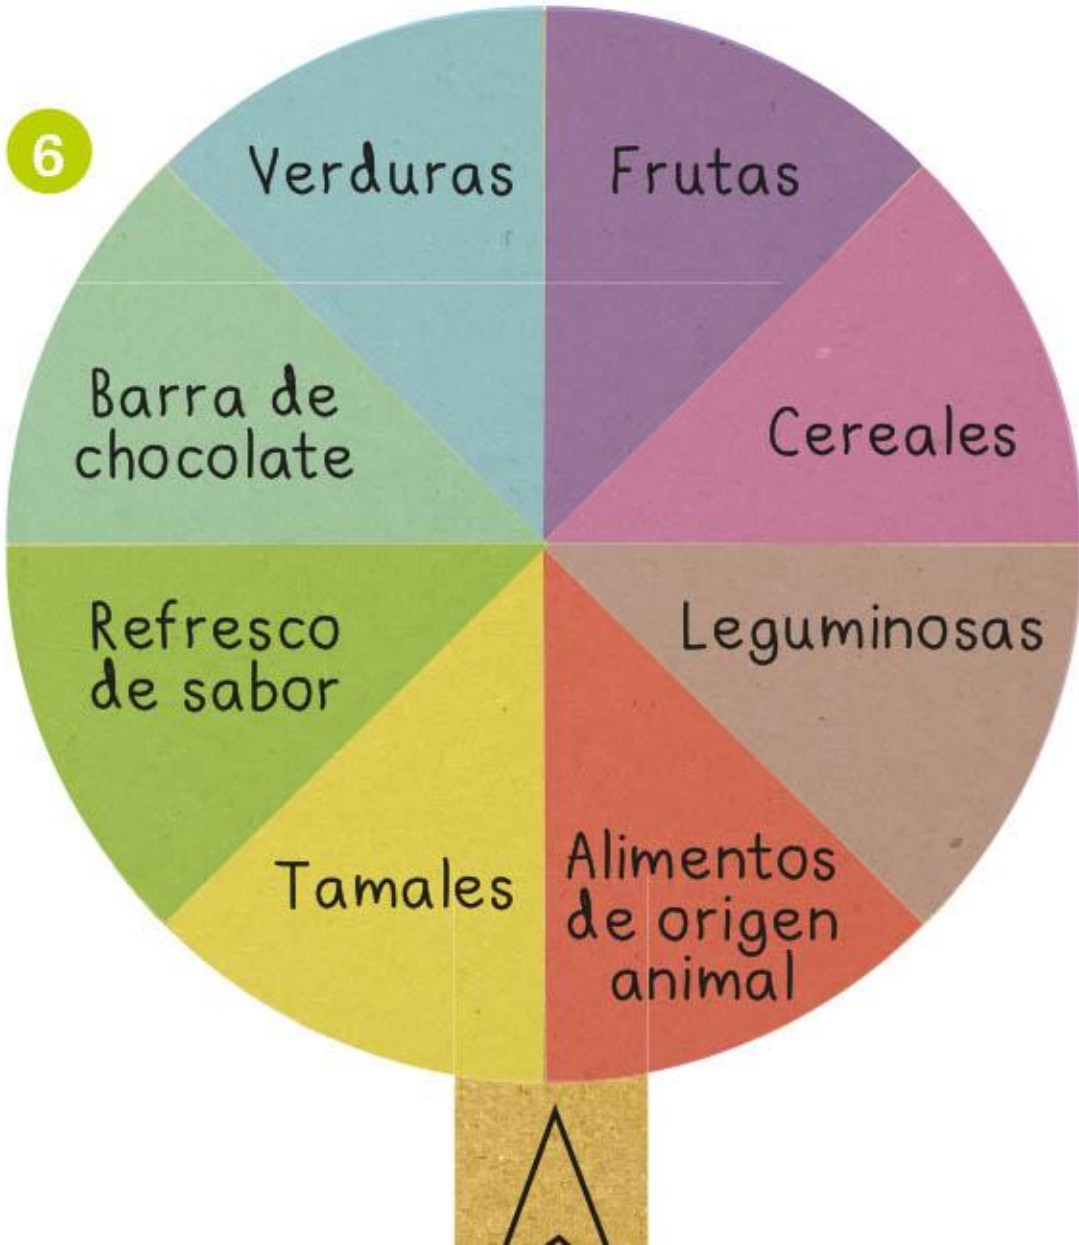 6
Verduras
Frutas
Barra de
chocolate
Cereales
Refresco
de sabor
Leguminosas
Tamales
Alimentos
de origen
animal